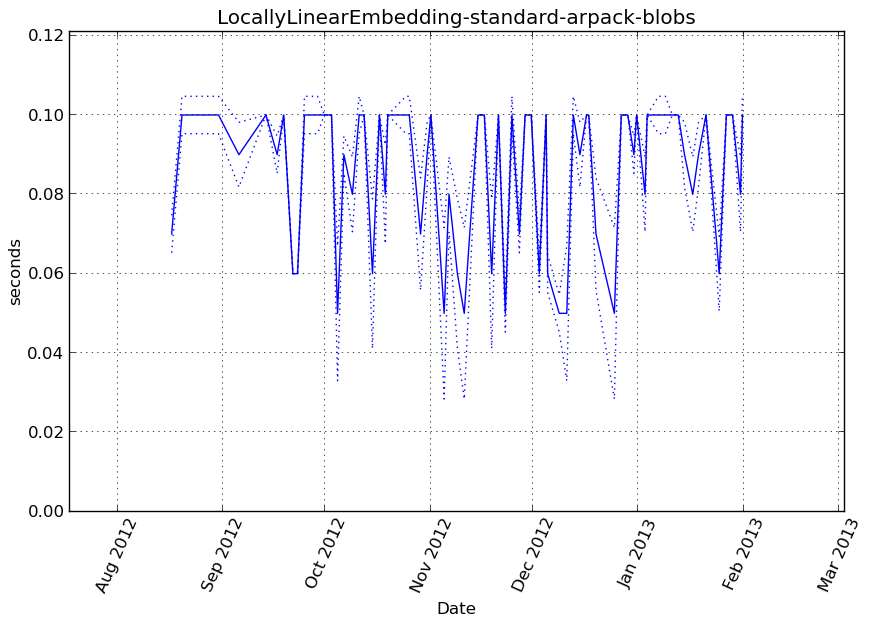 LocallyLinearEmbedding-standard-arpack-blobs
0.12
0.10
0.08
0.06
0.04
0.02
0.00
seconds
Aug 2012
Sep 2012
Oct 2012
Nov 2012
Dec 2012
Jan 2013
Feb 2013
Mar 2013
Date